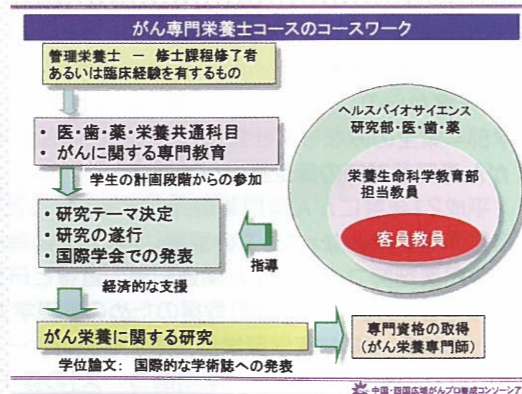 がん専門栄養士コースのコースワーク
管理栄養士 － 修士課程修了者
あるいは臨床経験を有するもの
・ 医・歯・薬・栄養共通科目
・ がんに関する専門教育
学生の計画段階からの参加
・研究テーマ決定
・研究の遂行
・国際学会での発表
経済的な支援
がん栄養に関する研究
学位論文： 国際的な学術誌への発表
ヘルスバイオサイエンス
研究部・医・歯・薬
栄養生命科学教育部
担当教員
客員教員
指導
専門資格の取得
（がん栄養専門師）
中国・四国広域がんプロ養成コンソーシア